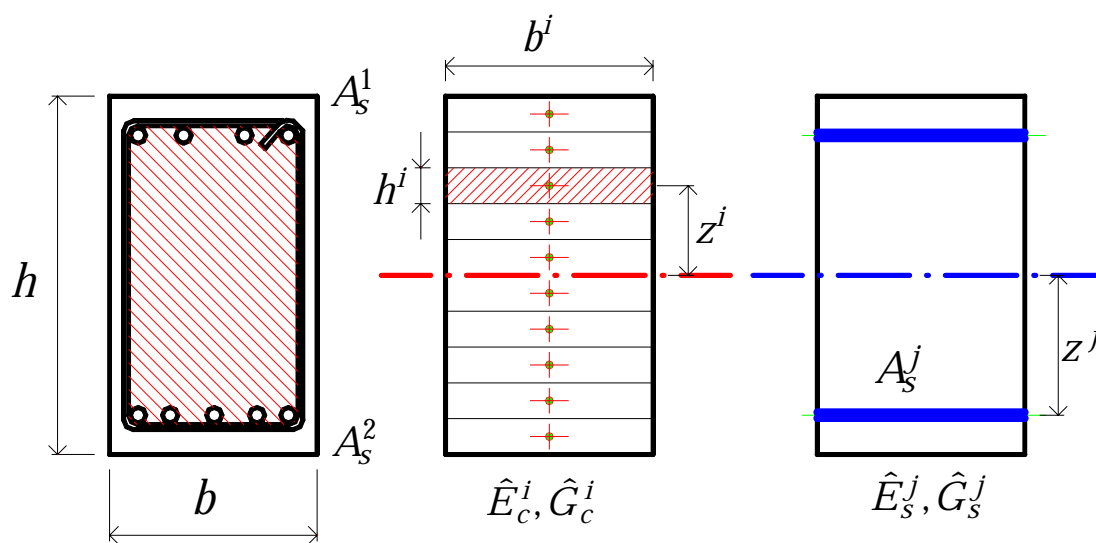 b^i
A_s^1
h^i
z^i
h
z^j
A_s^j
A_s^2
b
Ê_c^i, Ĝ_c^i
Ê_s^j, Ĝ_s^j